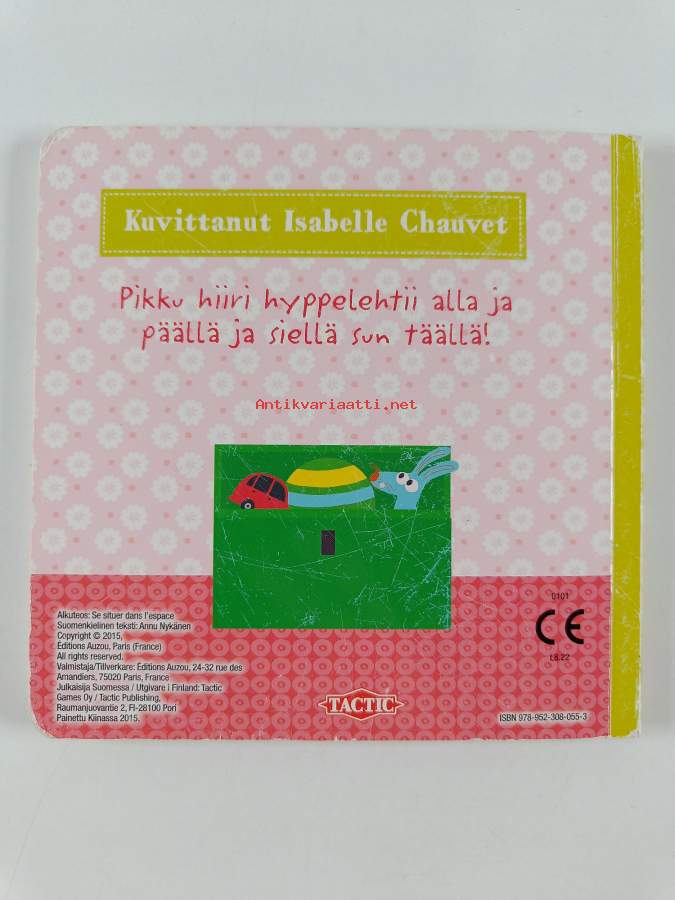 Kuvittanut Isabelle Chauvet
Pikku hiiri hyppelehtii alla ja
päällä ja siellä sun täällä!
Antikvariaatti.net
Alkuteos: Se situer dans l'espace
Suomenkielinen teksti: Annu Nykänen
Copyright © 2015,
Éditions Auzou, Paris (France)
All rights reserved.
Valmistaja/Tillverkare: Éditions Auzou, 24-32 rue des
Amandiers, 75020 Paris, France
Julkaisija Suomessa / Utgivare i Finland: Tactic
Games Oy / Tactic Publishing,
Raumanjuovantie 2, FI-28100 Pori
Painettu Kiinassa 2015.
TACTIC
0101
CE
L8.22
ISBN 978-952-308-055-3